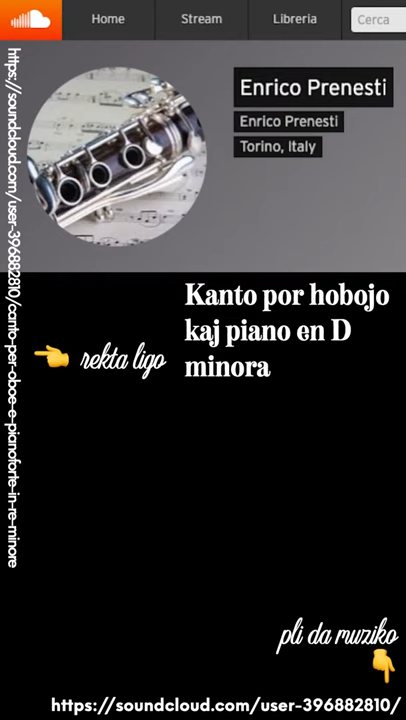 Home Stream Libreria Cerca
Enrico Prenesti
Enrico Prenesti
Torino, Italy
https://soundcloud.com/user-396882810/canto-per-oboe-e-pianoforte-in-re-minore
Kanto por hobojo
kaj piano en D
minora
👈 rekta ligo
pli da muziko
👇
https://soundcloud.com/user-396882810/